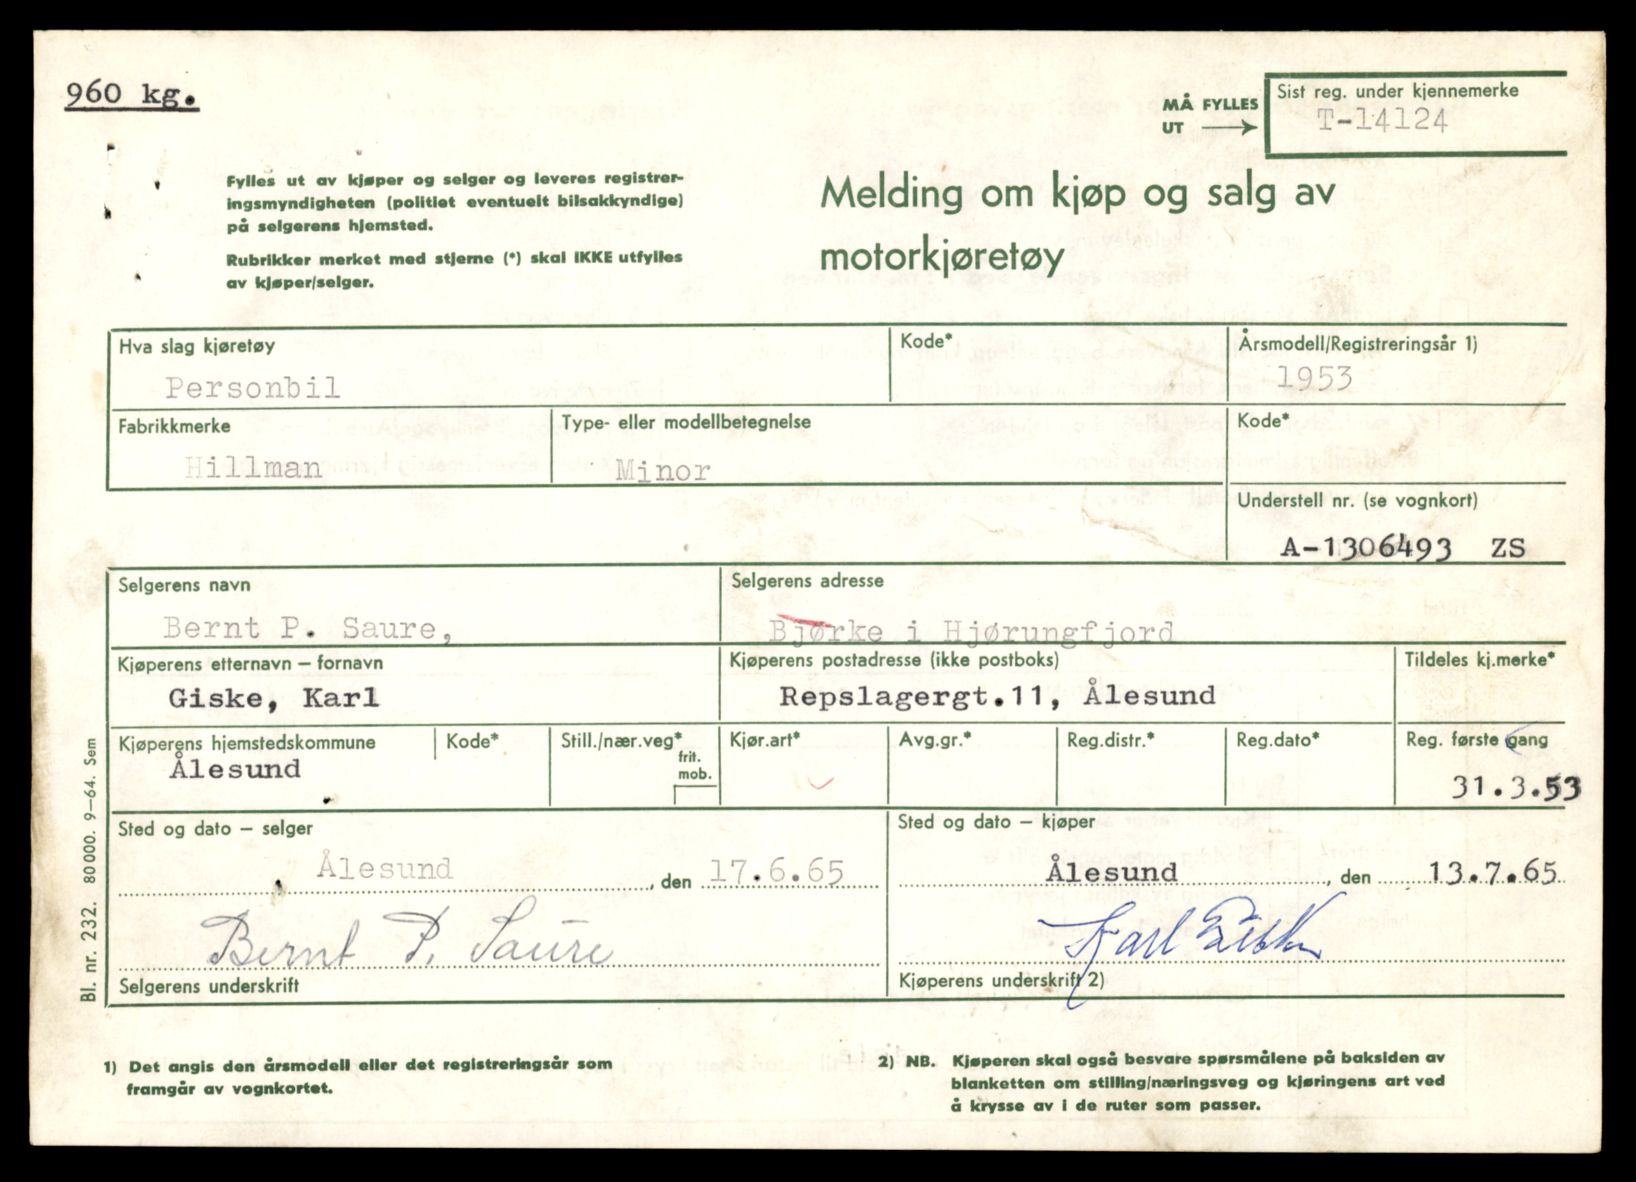 960 kg.
MÅ FYLLES
UT
Sist reg. under kjennemerke
T-14124
Fylles ut av kjøper og selger og leveres registrer-
ingsmyndigheten (politiet eventuelt bilsakkyndige)
på selgerens hjemsted.
Rubrikker merket med stjerne (*) skal IKKE utfylles
av kjøper/selger.
Melding om kjøp og salg av
motorkjøretøy
Hva slag kjøretøy
Kode*
Årsmodell/Registreringsår 1)
Personbil
1953
Fabrikkmerke
Type- eller modellbetegnelse
Kode*
Hillman
Minor
Understell nr. (se vognkort)
A-1306493 ZS
Selgerens navn
Selgerens adresse
Bernt P. Saure,
Bjørke i Hjørungfjord
Kjøperens etternavn – fornavn
Kjøperens postadresse (ikke postboks)
Tildeles kj.merke*
Giske, Karl
Repslagergt.11, Ålesund
Kjøperens hjemstedskommune
Kode*
Still./nær.veg*
frit.
mob.
Kjør.art*
Avg.gr.*
Reg.distr.*
Reg.dato*
Reg. første gang
Ålesund
31.3.53
Sted og dato – selger
Sted og dato – kjøper
Ålesund, den 17.6.65
Ålesund, den 13.7.65
Bernt P. Saure
Karl Giske
Selgerens underskrift
Kjøperens underskrift 2)
Bl. nr. 232. 80000. 9–64. Sem
1) Det angis den årsmodell eller det registreringsår som
framgår av vognkortet.
2) NB. Kjøperen skal også besvare spørsmålene på baksiden av
blanketten om stilling/næringsveg og kjøringens art ved
å krysse av i de ruter som passer.